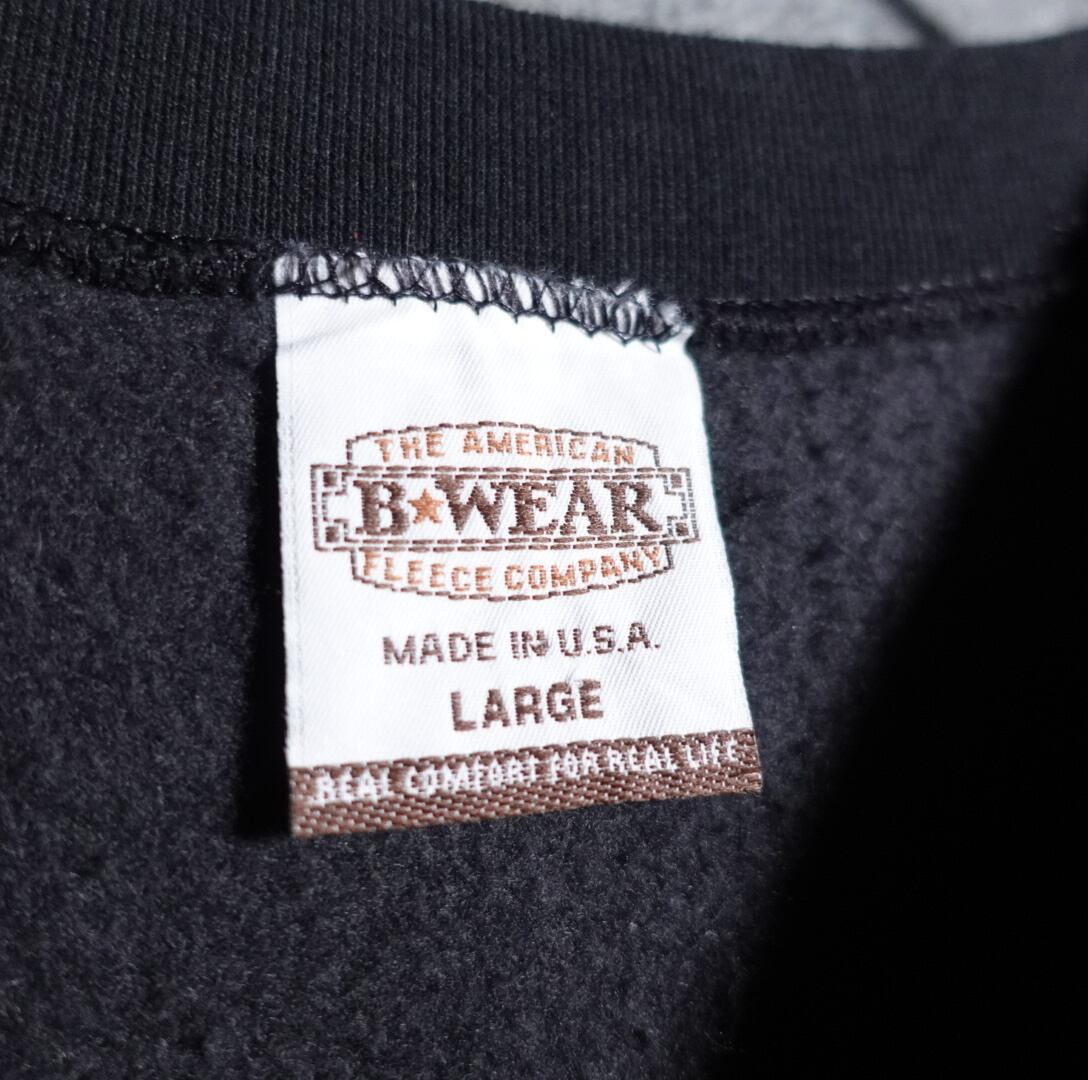 THE AMERICAN
B★WEAR
FLEECE COMPANY
MADE IN U.S.A.
LARGE
REAL COMFORT FOR REAL LIFE